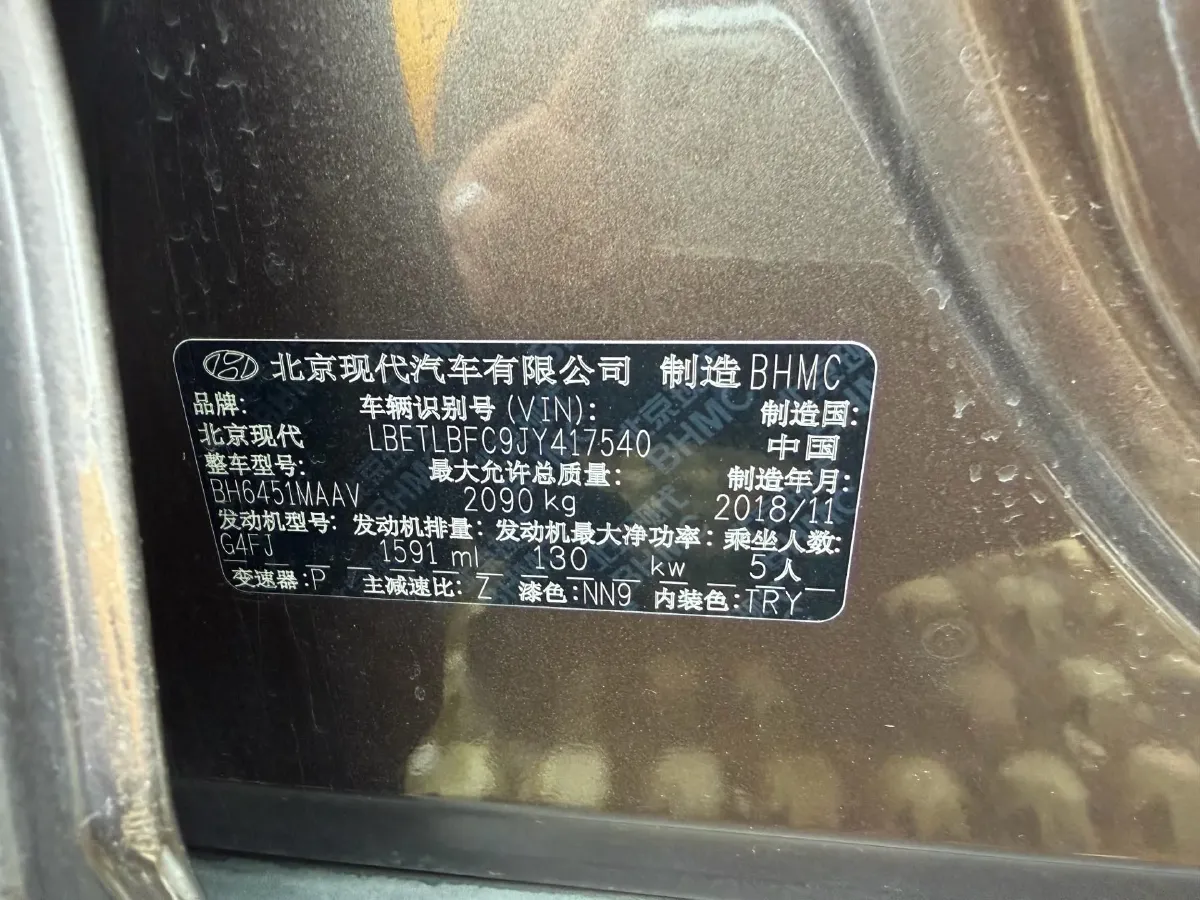 北京现代汽车有限公司 制造 BHMC
品牌: 车辆识别号(VIN): 制造国:
北京现代 LBETLBFC9JY417540 中国
整车型号: 最大允许总质量: 制造年月:
BH6451MAAV 2090 kg 2018/11
发动机型号: 发动机排量: 发动机最大净功率: 乘坐人数:
G4FJ 1591 ml 130 kw 5人
变速器:P 主减速比: Z 漆色:NN9 内装色:TRY